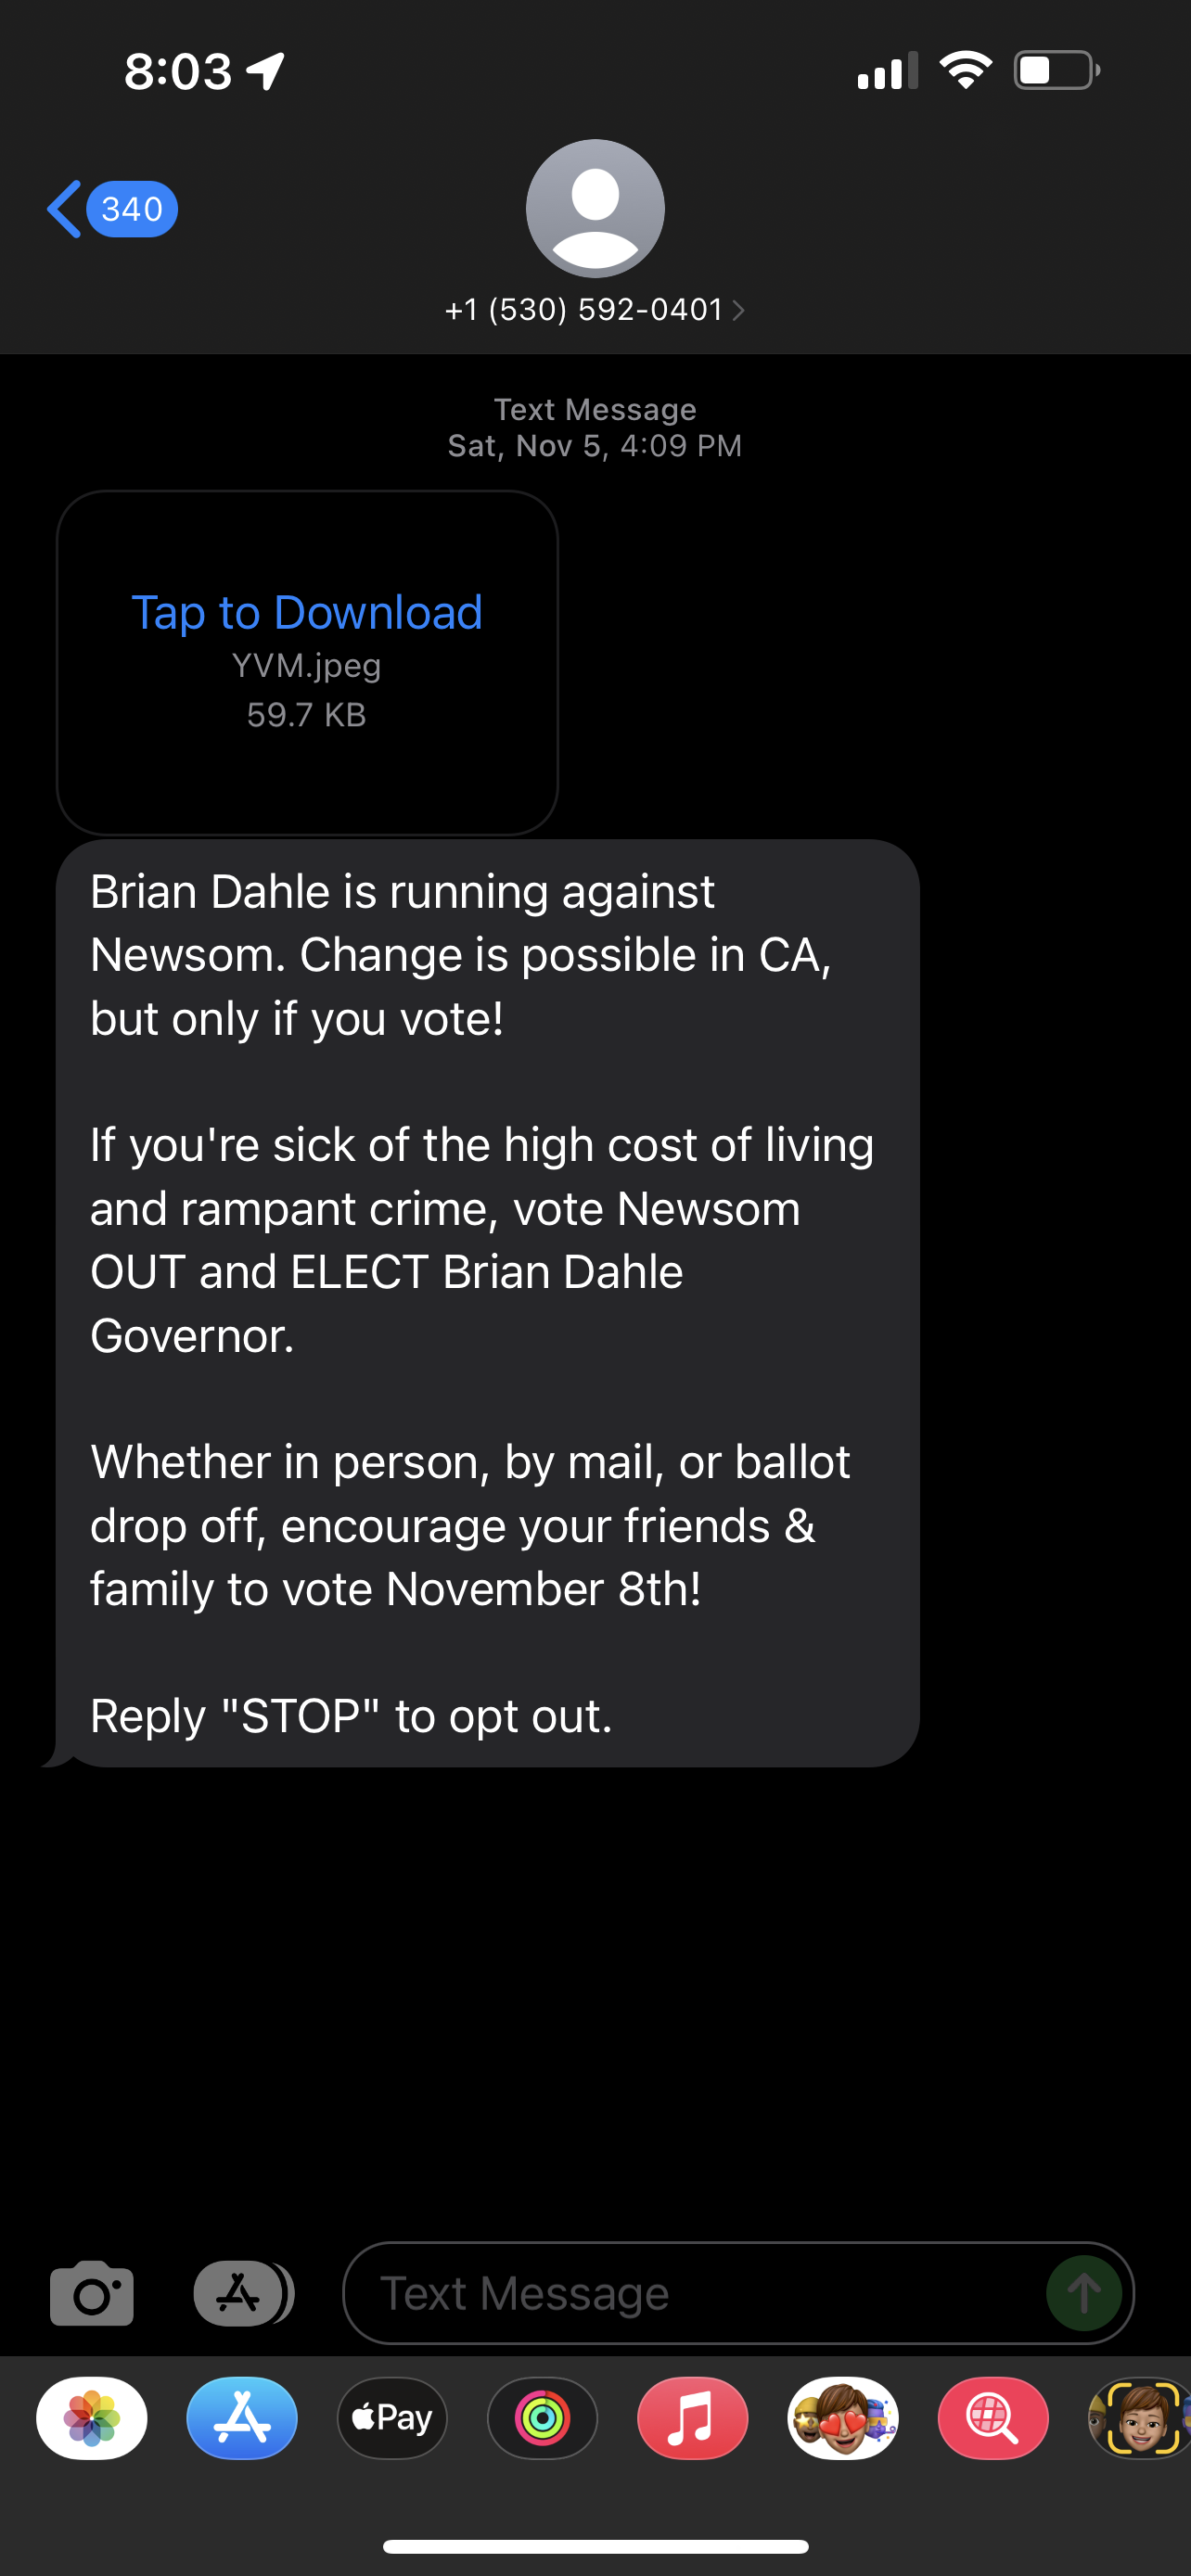 8:03
340
+1 (530) 592-0401
Text Message
Sat, Nov 5, 4:09 PM
Tap to Download
YVM.jpeg
59.7 KB
Brian Dahle is running against
Newsom. Change is possible in CA,
but only if you vote!
If you're sick of the high cost of living
and rampant crime, vote Newsom
OUT and ELECT Brian Dahle
Governor.
Whether in person, by mail, or ballot
drop off, encourage your friends &
family to vote November 8th!
Reply "STOP" to opt out.
Text Message
Pay